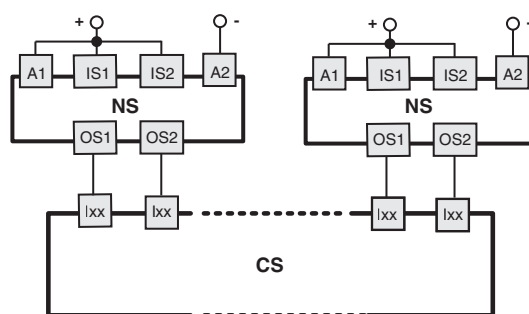 + - + -
A1 IS1 IS2 A2 A1 IS1 IS2 A2
NS NS
OS1 OS2 OS1 OS2
Ixx Ixx Ixx Ixx
CS